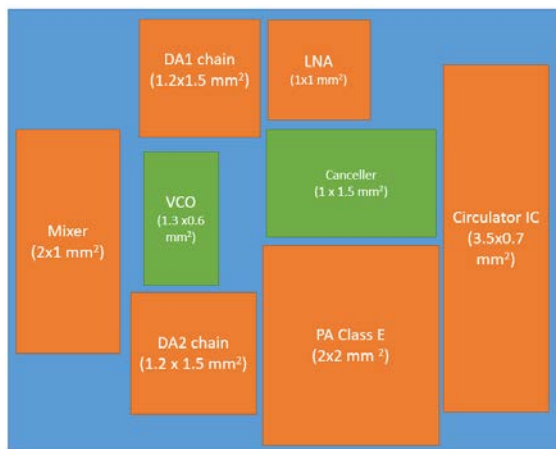 DA1 chain
(1.2x1.5 mm²)
LNA
(1x1 mm²)
Mixer
(2x1 mm²)
VCO
(1.3 x0.6
mm²)
Canceller
(1 x 1.5 mm²)
Circulator IC
(3.5x0.7
mm²)
DA2 chain
(1.2 x 1.5 mm²)
PA Class E
(2x2 mm ²)